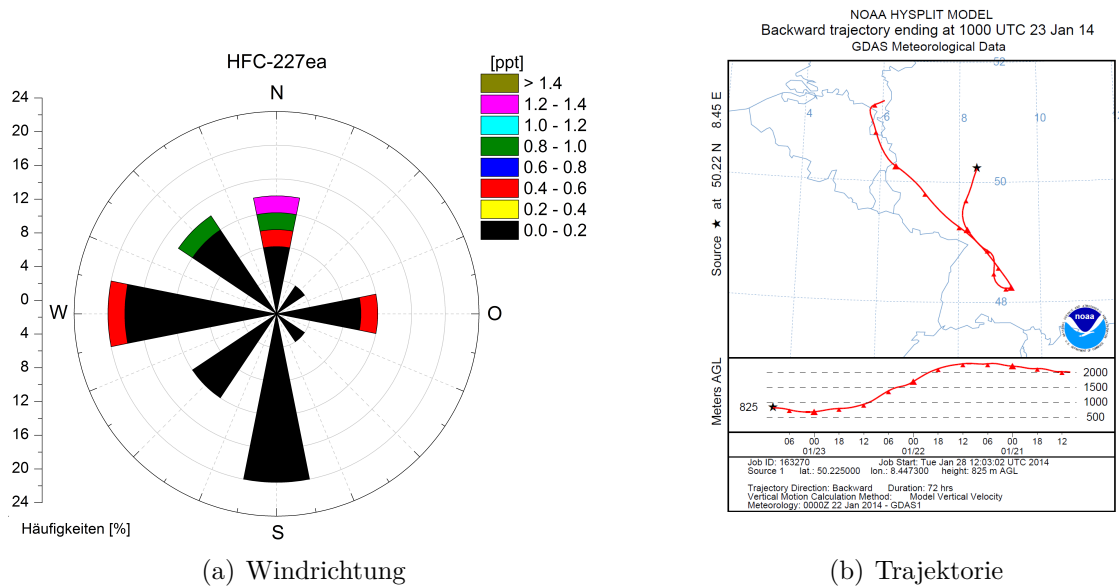 HFC-227ea
[ppt]
> 1.4
1.2 - 1.4
1.0 - 1.2
0.8 - 1.0
0.6 - 0.8
0.4 - 0.6
0.2 - 0.4
0.0 - 0.2
24
20
16
12
8
4
0
4
8
12
16
20
24
N
W
O
S
Häufigkeiten [%]
(a) Windrichtung
NOAA HYSPLIT MODEL
Backward trajectory ending at 1000 UTC 23 Jan 14
GDAS Meteorological Data
Source ★ at 50.22 N 8.45 E
52
4
6
8
10
50
48
noaa
Meters AGL
825
2000
1500
1000
500
06 00 18 12 06 00 18 12 06 00 18 12
01/23 01/22 01/21
Job ID: 163270 Job Start: Tue Jan 28 12:03:02 UTC 2014
Source 1 lat.: 50.225000 lon.: 8.447300 height: 825 m AGL
Trajectory Direction: Backward Duration: 72 hrs
Vertical Motion Calculation Method: Model Vertical Velocity
Meteorology: 0000Z 22 Jan 2014 - GDAS1
(b) Trajektorie